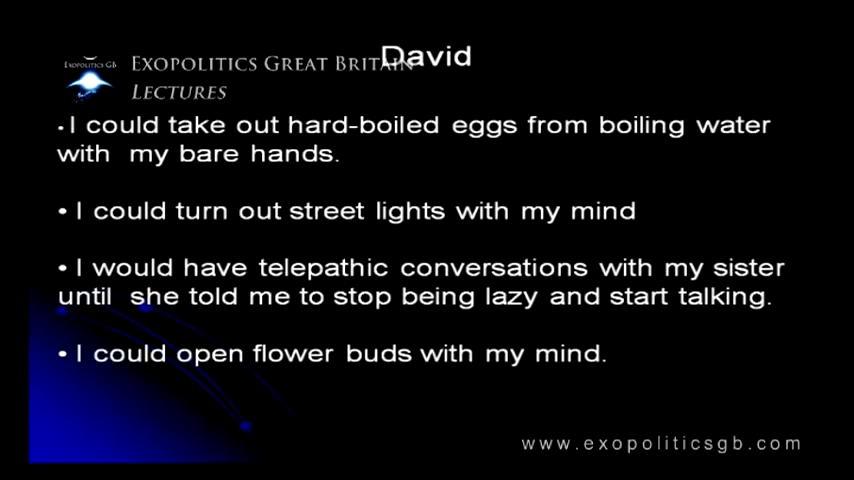 David
EXOPOLITICS GB
EXOPOLITICS GREAT BRITAIN
LECTURES
• I could take out hard-boiled eggs from boiling water
with my bare hands.
• I could turn out street lights with my mind
• I would have telepathic conversations with my sister
until she told me to stop being lazy and start talking.
• I could open flower buds with my mind.
www.exopoliticsgb.com